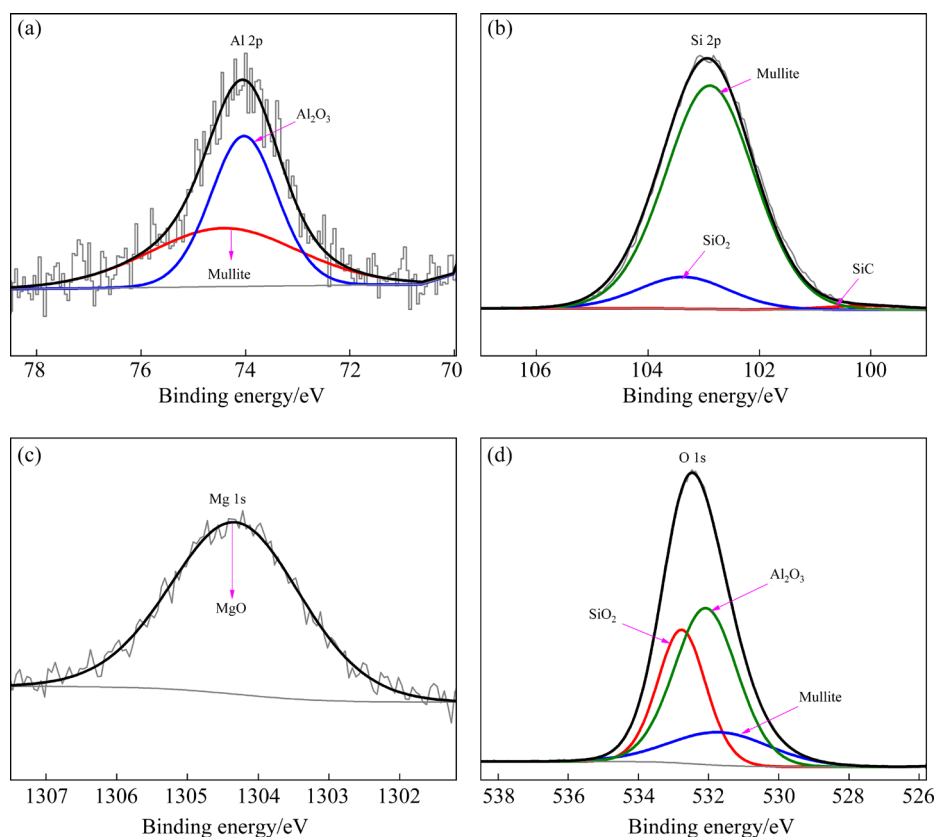 (a)
Al 2p
Al₂O₃
Mullite
78 76 74 72 70
Binding energy/eV
(b)
Si 2p
Mullite
SiO₂
SiC
106 104 102 100
Binding energy/eV
(c)
Mg 1s
MgO
1307 1306 1305 1304 1303 1302
Binding energy/eV
(d)
O 1s
Al₂O₃
SiO₂
Mullite
538 536 534 532 530 528 526
Binding energy/eV